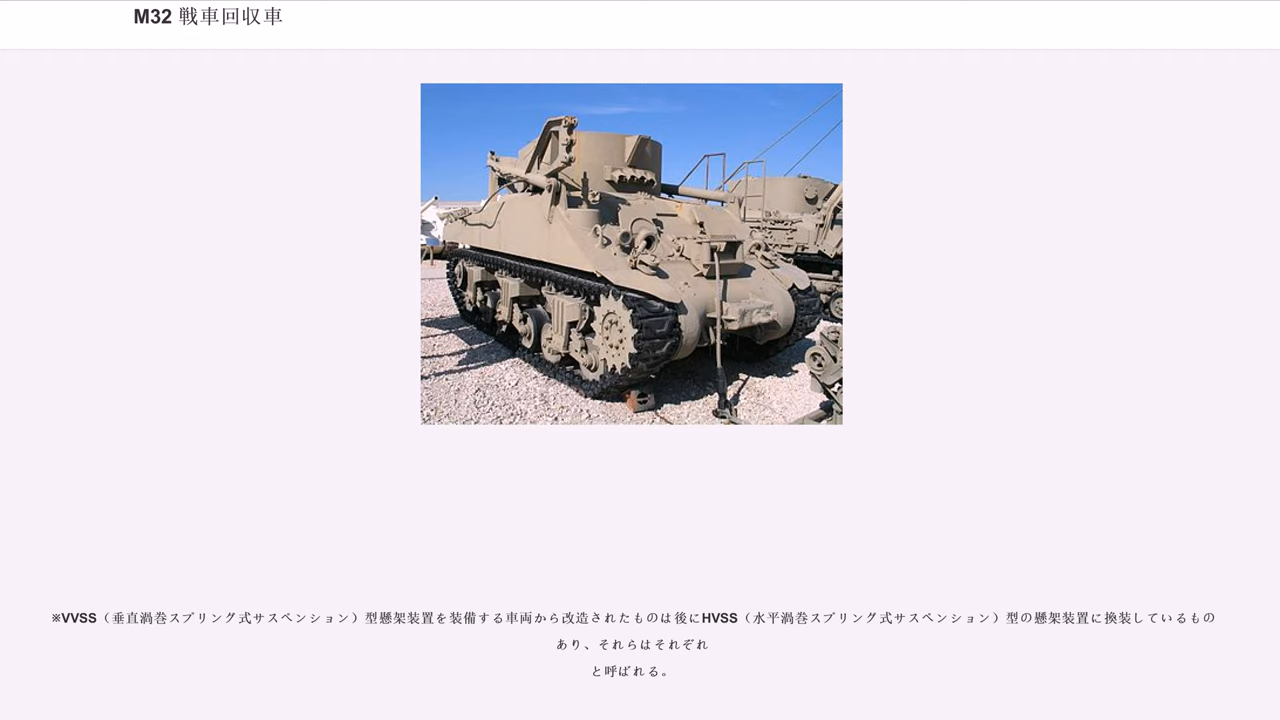 M32 戦車回収車
※VVSS（垂直渦巻スプリング式サスペンション）型懸架装置を装備する車両から改造されたものは後にHVSS（水平渦巻スプリング式サスペンション）型の懸架装置に換装しているもの
あり、それらはそれぞれ
と呼ばれる。